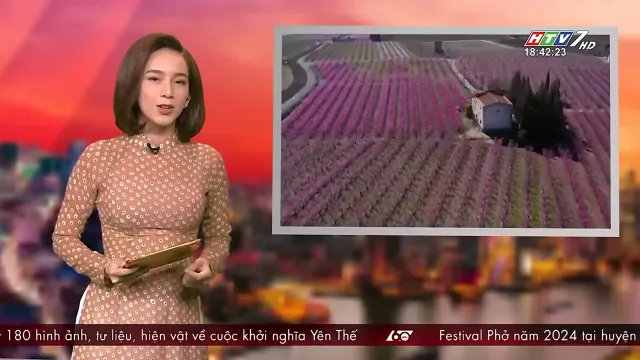 HTV7 HD
18:42:23
180 hình ảnh, tư liệu, hiện vật về cuộc khởi nghĩa Yên Thế 60 Festival Phở năm 2024 tại huyện